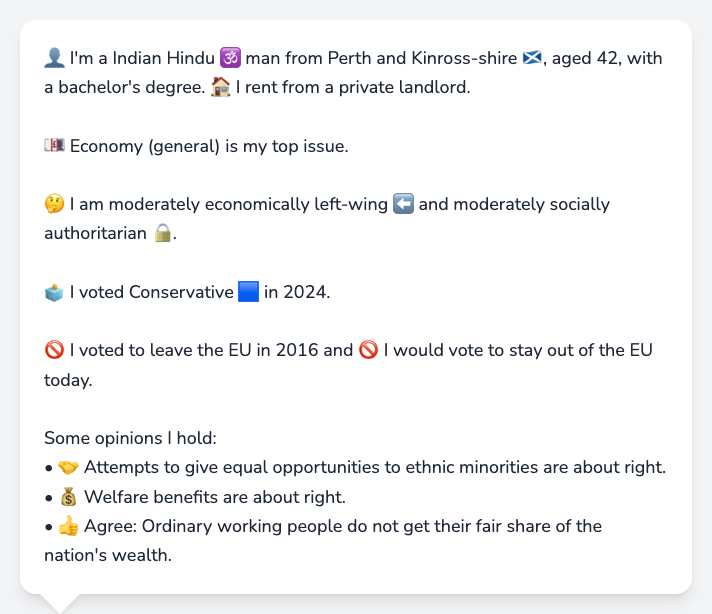 👤 I'm a Indian Hindu 🕉️ man from Perth and Kinross-shire 🏴󠁧󠁢󠁳󠁣󠁴󠁿, aged 42, with
a bachelor's degree. 🏠 I rent from a private landlord.
💷 Economy (general) is my top issue.
🤔 I am moderately economically left-wing ⬅️ and moderately socially
authoritarian 🔒.
🗳️ I voted Conservative 🟦 in 2024.
🚫 I voted to leave the EU in 2016 and 🚫 I would vote to stay out of the EU
today.
Some opinions I hold:
• 🤝 Attempts to give equal opportunities to ethnic minorities are about right.
• 💰 Welfare benefits are about right.
• 👍 Agree: Ordinary working people do not get their fair share of the
nation's wealth.